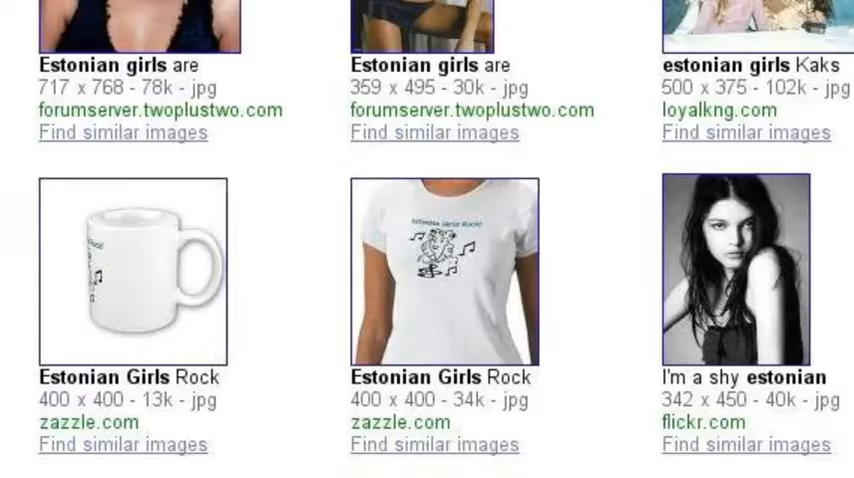 Estonian girls are
717 x 768 - 78k - jpg
forumserver.twoplustwo.com
Find similar images
Estonian girls are
359 x 495 - 30k - jpg
forumserver.twoplustwo.com
Find similar images
estonian girls Kaks
500 x 375 - 102k - jpg
loyalkng.com
Find similar images
Estonian Girls Rock
400 x 400 - 13k - jpg
zazzle.com
Find similar images
Estonian Girls Rock!
Estonian Girls Rock
400 x 400 - 34k - jpg
zazzle.com
Find similar images
I'm a shy estonian
342 x 450 - 40k - jpg
flickr.com
Find similar images